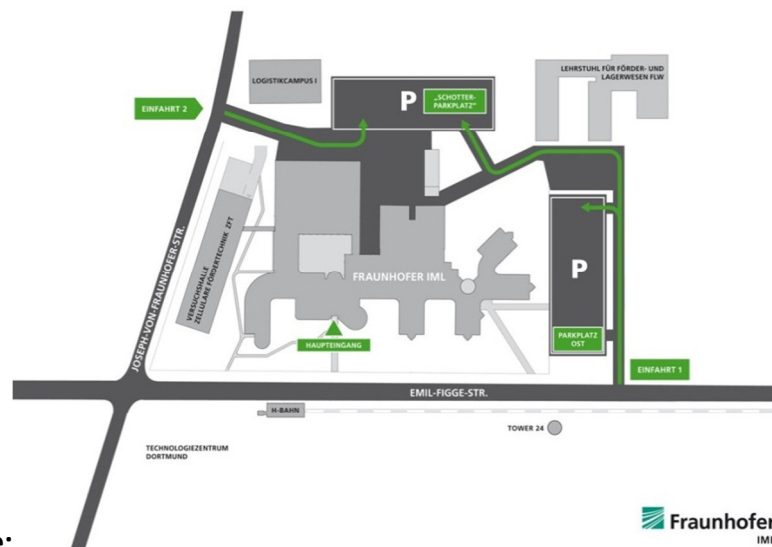 LOGISTIKCAMPUS I
LEHRSTUHL FÜR FÖRDER- UND
LAGERWESEN FLW
EINFAHRT 2
P
„SCHOTTER-
PARKPLATZ“
VERSUCHSHALLE
ZELLULARE FÖRDERTECHNIK ZFT
JOSEPH-VON-FRAUNHOFER-STR.
FRAUNHOFER IML
P
HAUPTEINGANG
PARKPLATZ
OST
EINFAHRT 1
EMIL-FIGGE-STR.
H-BAHN
TOWER 24
TECHNOLOGIEZENTRUM
DORTMUND
Fraunhofer
IML